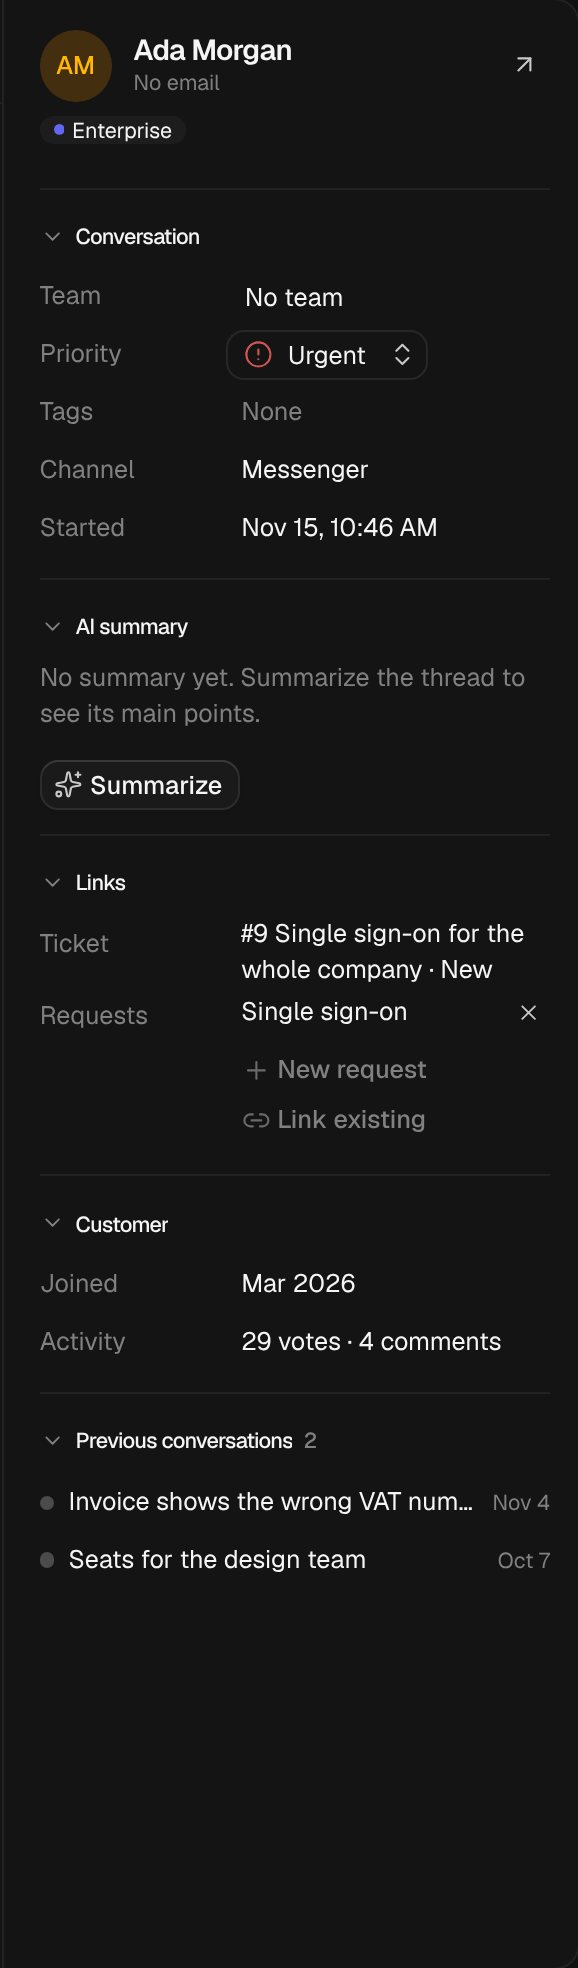 AM
Ada Morgan
No email
Enterprise
Conversation
Team No team
Priority Urgent
Tags None
Channel Messenger
Started Nov 15, 10:46 AM
AI summary
No summary yet. Summarize the thread to
see its main points.
Summarize
Links
Ticket #9 Single sign-on for the
whole company · New
Requests Single sign-on
New request
Link existing
Customer
Joined Mar 2026
Activity 29 votes · 4 comments
Previous conversations 2
Invoice shows the wrong VAT num... Nov 4
Seats for the design team Oct 7